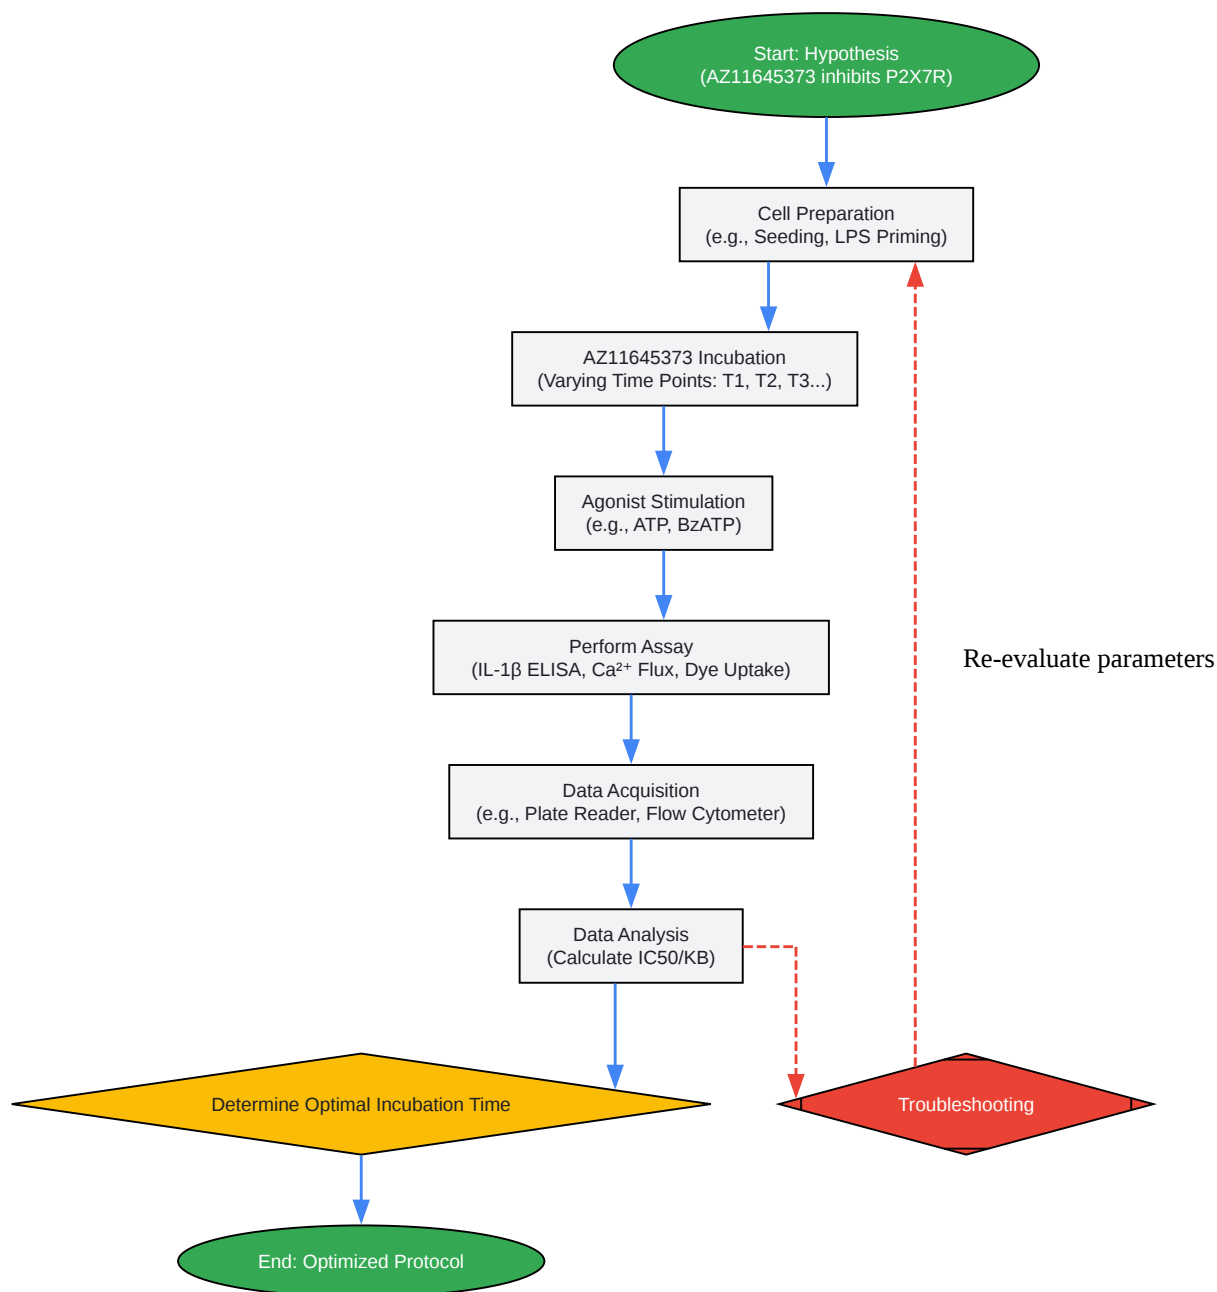 Start: Hypothesis
(AZ11645373 inhibits P2X7R)
Cell Preparation
(e.g., Seeding, LPS Priming)
AZ11645373 Incubation
(Varying Time Points: T1, T2, T3...)
Agonist Stimulation
(e.g., ATP, BzATP)
Perform Assay
(IL-1β ELISA, Ca²⁺ Flux, Dye Uptake)
Re-evaluate parameters
Data Acquisition
(e.g., Plate Reader, Flow Cytometer)
Data Analysis
(Calculate IC50/KB)
Determine Optimal Incubation Time
Troubleshooting
End: Optimized Protocol